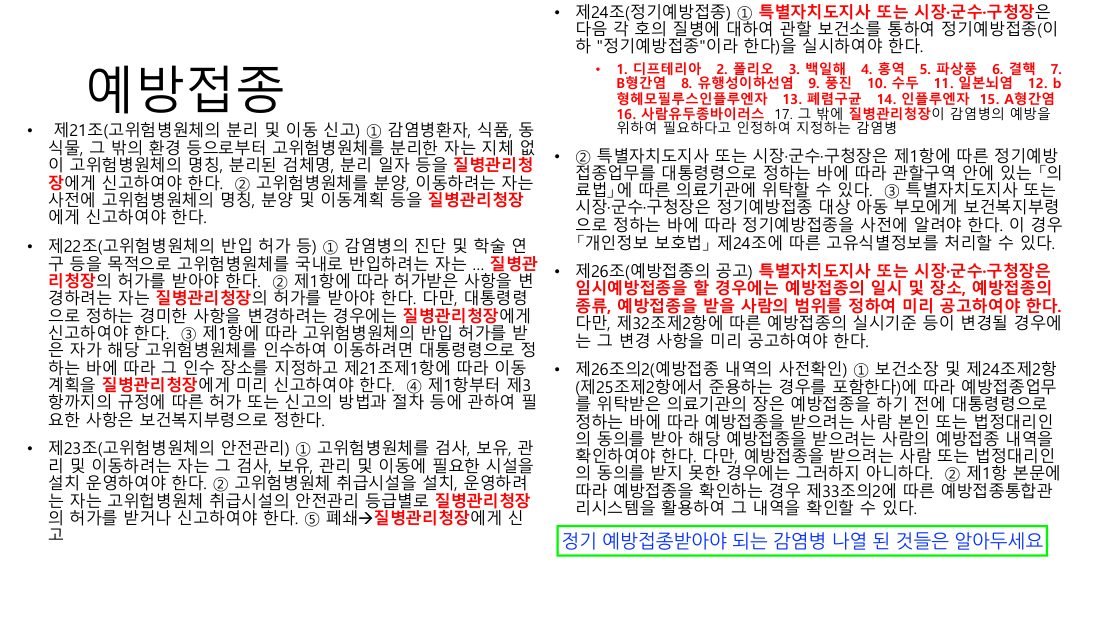 예방접종
• 제21조(고위험병원체의 분리 및 이동 신고) ① 감염병환자, 식품, 동
식물, 그 밖의 환경 등으로부터 고위험병원체를 분리한 자는 지체 없
이 고위험병원체의 명칭, 분리된 검체명, 분리 일자 등을 질병관리청
장에게 신고하여야 한다. ② 고위험병원체를 분양, 이동하려는 자는
사전에 고위험병원체의 명칭, 분양 및 이동계획 등을 질병관리청장
에게 신고하여야 한다.
• 제22조(고위험병원체의 반입 허가 등) ① 감염병의 진단 및 학술 연
구 등을 목적으로 고위험병원체를 국내로 반입하려는 자는 ... 질병관
리청장의 허가를 받아야 한다. ② 제1항에 따라 허가받은 사항을 변
경하려는 자는 질병관리청장의 허가를 받아야 한다. 다만, 대통령령
으로 정하는 경미한 사항을 변경하려는 경우에는 질병관리청장에게
신고하여야 한다. ③ 제1항에 따라 고위험병원체의 반입 허가를 받
은 자가 해당 고위험병원체를 인수하여 이동하려면 대통령령으로 정
하는 바에 따라 그 인수 장소를 지정하고 제21조제1항에 따라 이동
계획을 질병관리청장에게 미리 신고하여야 한다. ④ 제1항부터 제3
항까지의 규정에 따른 허가 또는 신고의 방법과 절차 등에 관하여 필
요한 사항은 보건복지부령으로 정한다.
• 제23조(고위험병원체의 안전관리) ① 고위험병원체를 검사, 보유, 관
리 및 이동하려는 자는 그 검사, 보유, 관리 및 이동에 필요한 시설을
설치 운영하여야 한다. ② 고위험병원체 취급시설을 설치, 운영하려
는 자는 고위헙병원체 취급시설의 안전관리 등급별로 질병관리청장
의 허가를 받거나 신고하여야 한다. ⑤ 폐쇄→질병관리청장에게 신
고
• 제24조(정기예방접종) ① 특별자치도지사 또는 시장·군수·구청장은
다음 각 호의 질병에 대하여 관할 보건소를 통하여 정기예방접종(이
하 "정기예방접종"이라 한다)을 실시하여야 한다.
• 1. 디프테리아 2. 폴리오 3. 백일해 4. 홍역 5. 파상풍 6. 결핵 7.
B형간염 8. 유행성이하선염 9. 풍진 10. 수두 11. 일본뇌염 12. b
형헤모필루스인플루엔자 13. 폐렴구균 14. 인플루엔자 15. A형간염
16. 사람유두종바이러스 17. 그 밖에 질병관리청장이 감염병의 예방을
위하여 필요하다고 인정하여 지정하는 감염병
• ② 특별자치도지사 또는 시장·군수·구청장은 제1항에 따른 정기예방
접종업무를 대통령령으로 정하는 바에 따라 관할구역 안에 있는 「의
료법」에 따른 의료기관에 위탁할 수 있다. ③ 특별자치도지사 또는
시장·군수·구청장은 정기예방접종 대상 아동 부모에게 보건복지부령
으로 정하는 바에 따라 정기예방접종을 사전에 알려야 한다. 이 경우
「개인정보 보호법」 제24조에 따른 고유식별정보를 처리할 수 있다.
• 제26조(예방접종의 공고) 특별자치도지사 또는 시장·군수·구청장은
임시예방접종을 할 경우에는 예방접종의 일시 및 장소, 예방접종의
종류, 예방접종을 받을 사람의 범위를 정하여 미리 공고하여야 한다.
다만, 제32조제2항에 따른 예방접종의 실시기준 등이 변경될 경우에
는 그 변경 사항을 미리 공고하여야 한다.
• 제26조의2(예방접종 내역의 사전확인) ① 보건소장 및 제24조제2항
(제25조제2항에서 준용하는 경우를 포함한다)에 따라 예방접종업무
를 위탁받은 의료기관의 장은 예방접종을 하기 전에 대통령령으로
정하는 바에 따라 예방접종을 받으려는 사람 본인 또는 법정대리인
의 동의를 받아 해당 예방접종을 받으려는 사람의 예방접종 내역을
확인하여야 한다. 다만, 예방접종을 받으려는 사람 또는 법정대리인
의 동의를 받지 못한 경우에는 그러하지 아니하다. ② 제1항 본문에
따라 예방접종을 확인하는 경우 제33조의2에 따른 예방접종통합관
리시스템을 활용하여 그 내역을 확인할 수 있다.
정기 예방접종받아야 되는 감염병 나열 된 것들은 알아두세요